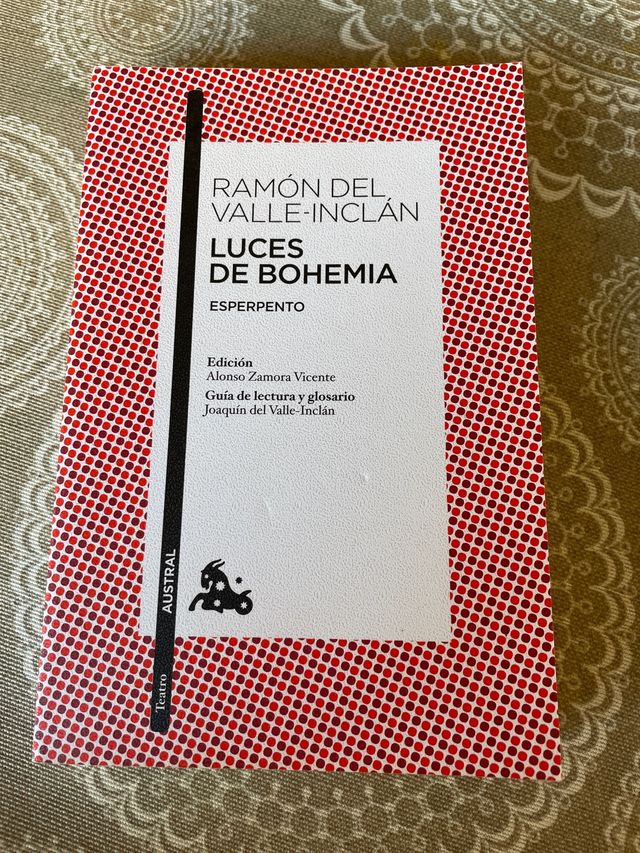 RAMÓN DEL
VALLE-INCLÁN
LUCES
DE BOHEMIA
ESPERPENTO
Edición
Alonso Zamora Vicente
Guía de lectura y glosario
Joaquín del Valle-Inclán
AUSTRAL
Teatro